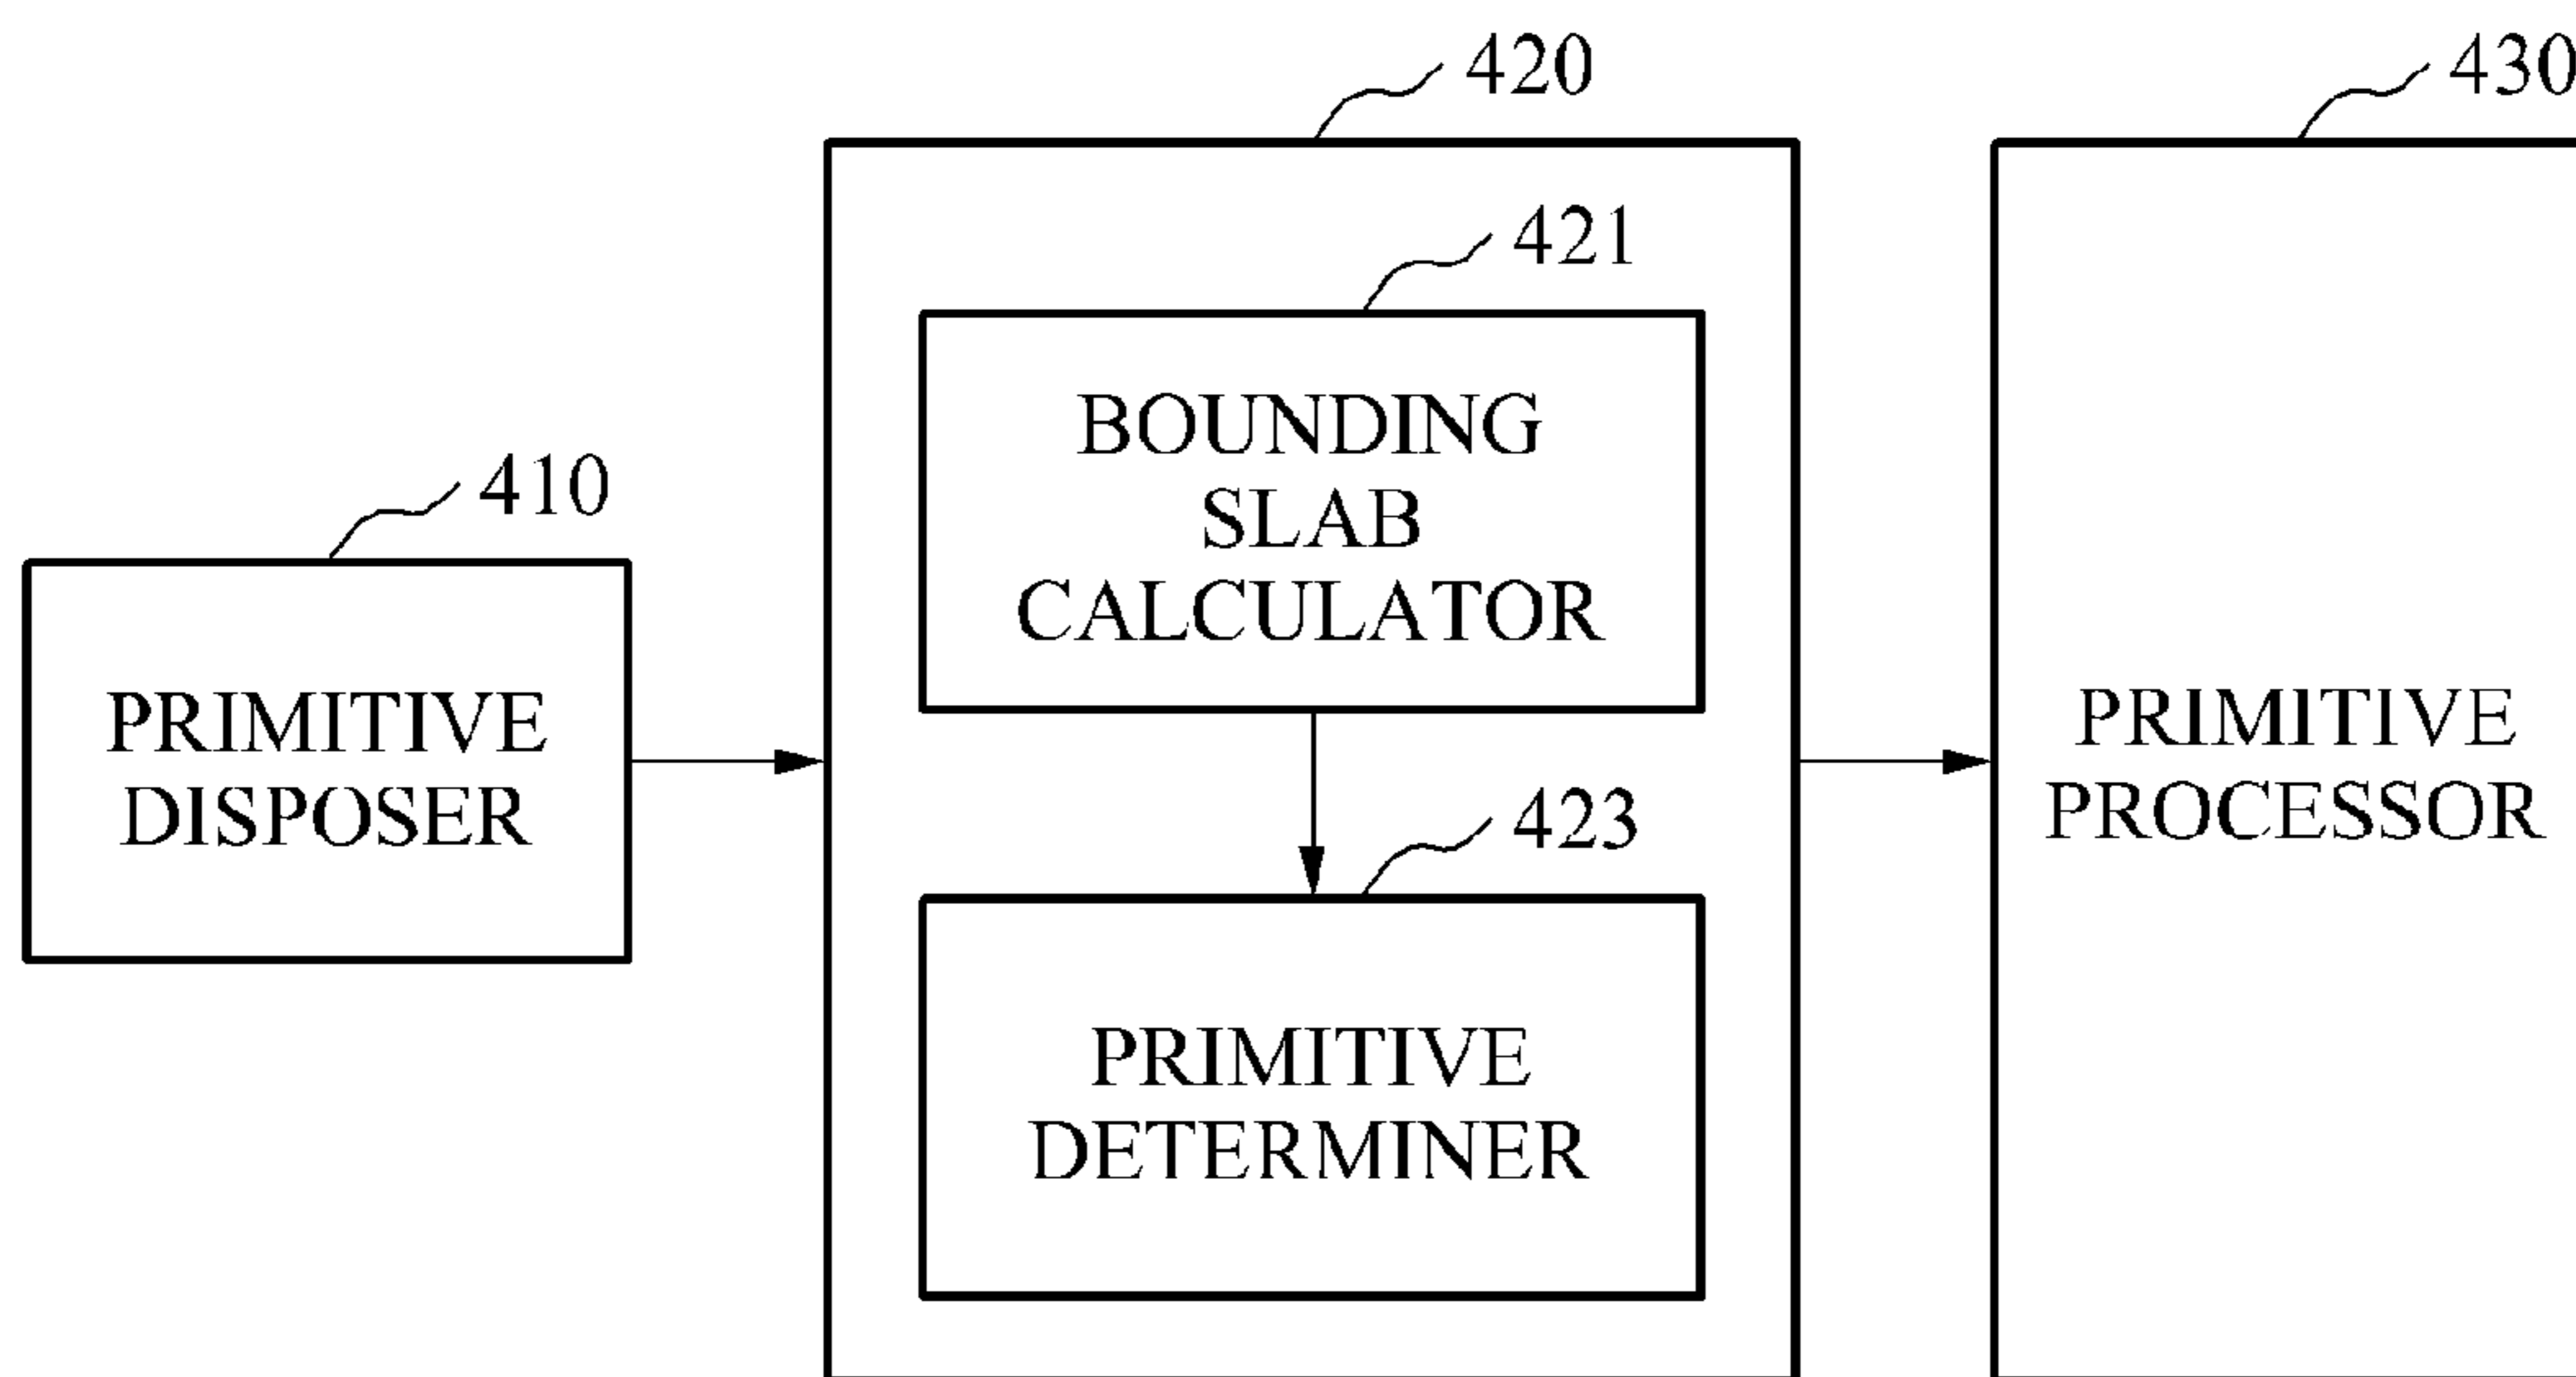 420
430
421
BOUNDING
SLAB
CALCULATOR
410
PRIMITIVE
DISPOSER
PRIMITIVE
PROCESSOR
423
PRIMITIVE
DETERMINER